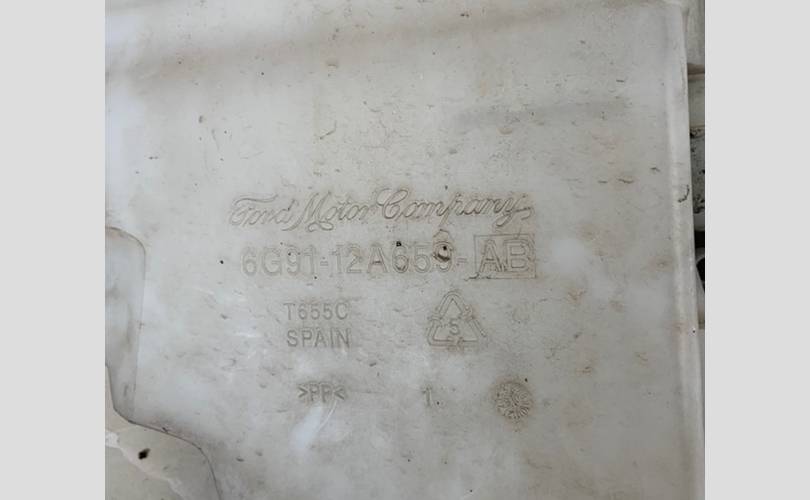 Ford Motor Company
6G91-12A659-AB
T655C
SPAIN
5
>PP<
1